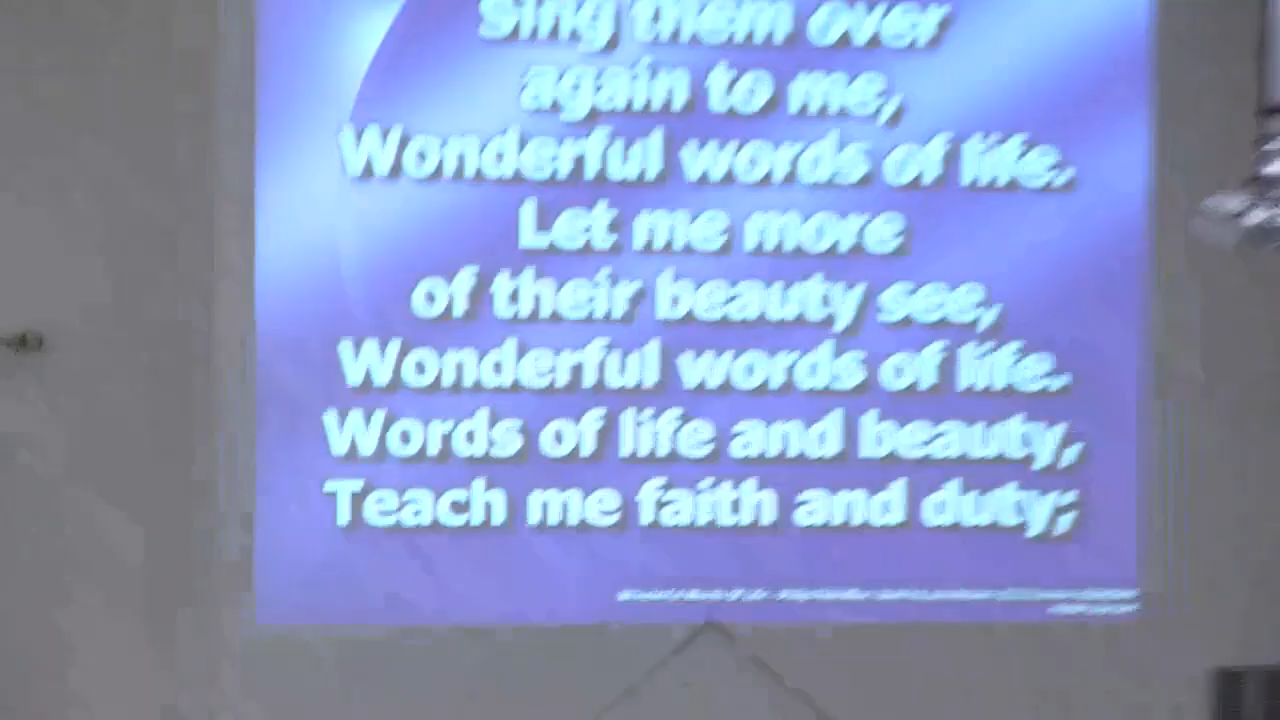 Sing them over
again to me,
Wonderful words of life.
Let me more
of their beauty see,
Wonderful words of life.
Words of life and beauty,
Teach me faith and duty;